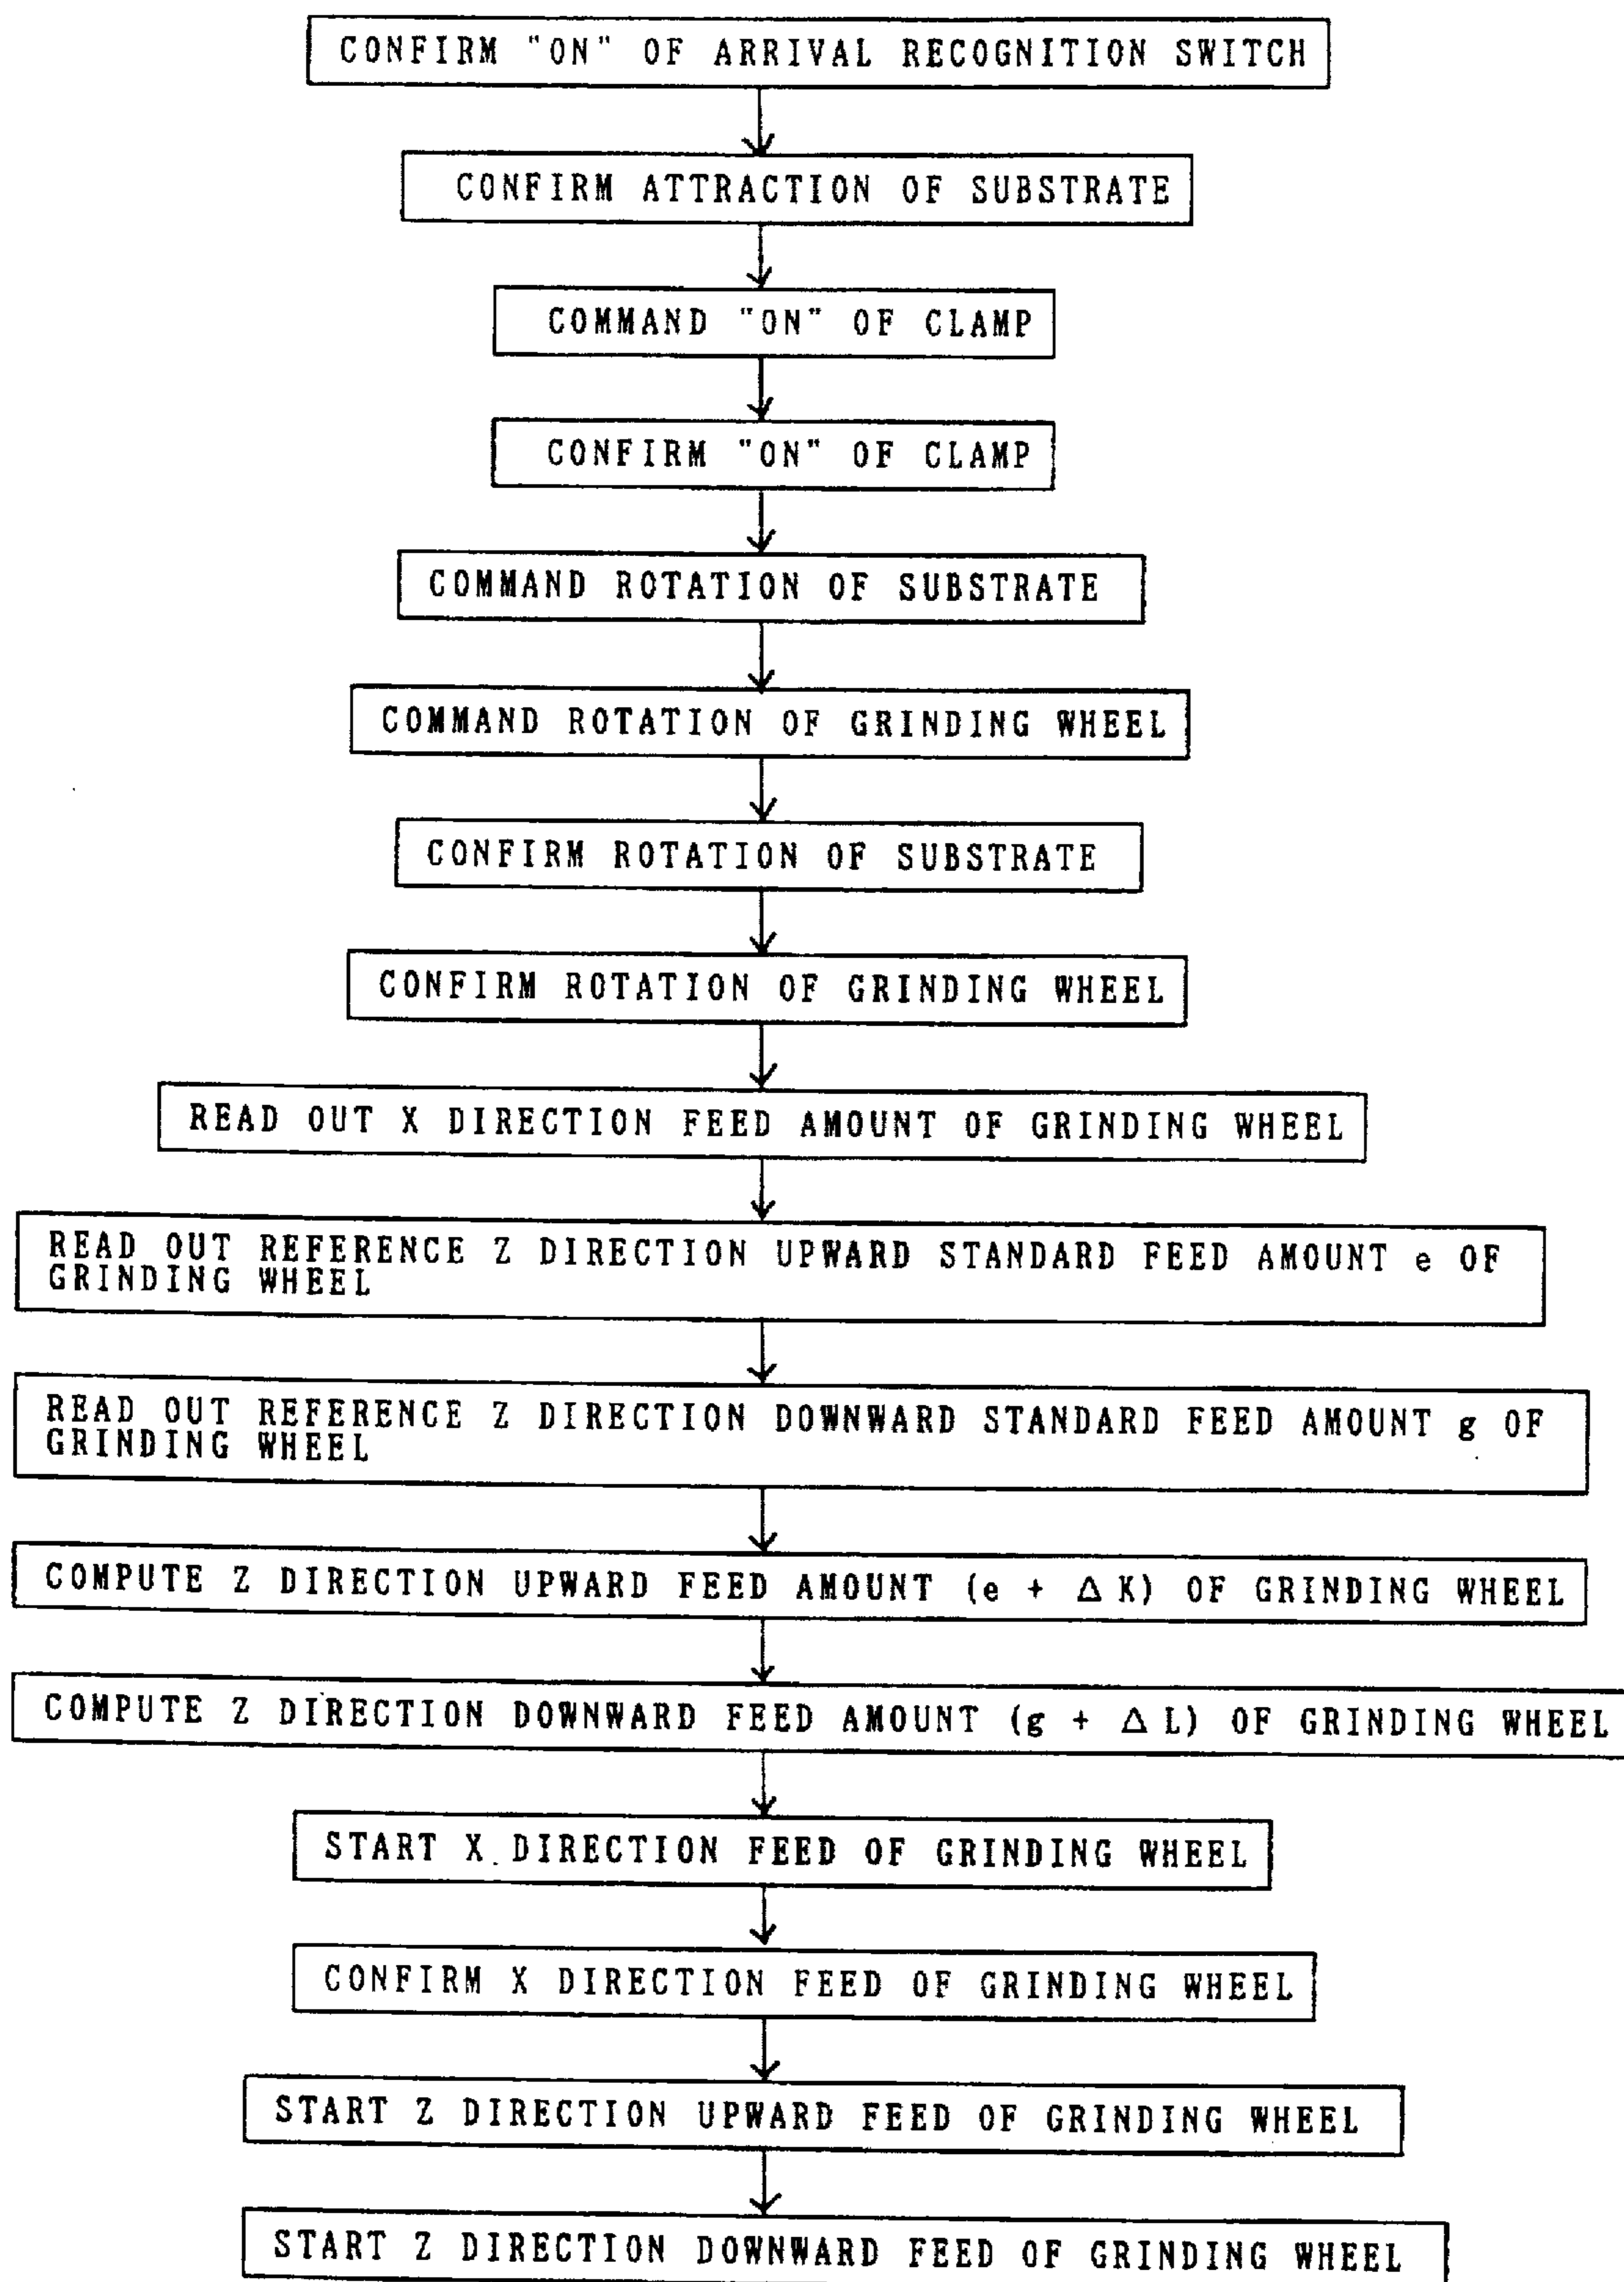 CONFIRM "ON" OF ARRIVAL RECOGNITION SWITCH
CONFIRM ATTRACTION OF SUBSTRATE
COMMAND "ON" OF CLAMP
CONFIRM "ON" OF CLAMP
COMMAND ROTATION OF SUBSTRATE
COMMAND ROTATION OF GRINDING WHEEL
CONFIRM ROTATION OF SUBSTRATE
CONFIRM ROTATION OF GRINDING WHEEL
READ OUT X DIRECTION FEED AMOUNT OF GRINDING WHEEL
READ OUT REFERENCE Z DIRECTION UPWARD STANDARD FEED AMOUNT e OF
GRINDING WHEEL
READ OUT REFERENCE Z DIRECTION DOWNWARD STANDARD FEED AMOUNT g OF
GRINDING WHEEL
COMPUTE Z DIRECTION UPWARD FEED AMOUNT (e + Δ K) OF GRINDING WHEEL
COMPUTE Z DIRECTION DOWNWARD FEED AMOUNT (g + Δ L) OF GRINDING WHEEL
START X DIRECTION FEED OF GRINDING WHEEL
CONFIRM X DIRECTION FEED OF GRINDING WHEEL
START Z DIRECTION UPWARD FEED OF GRINDING WHEEL
START Z DIRECTION DOWNWARD FEED OF GRINDING WHEEL